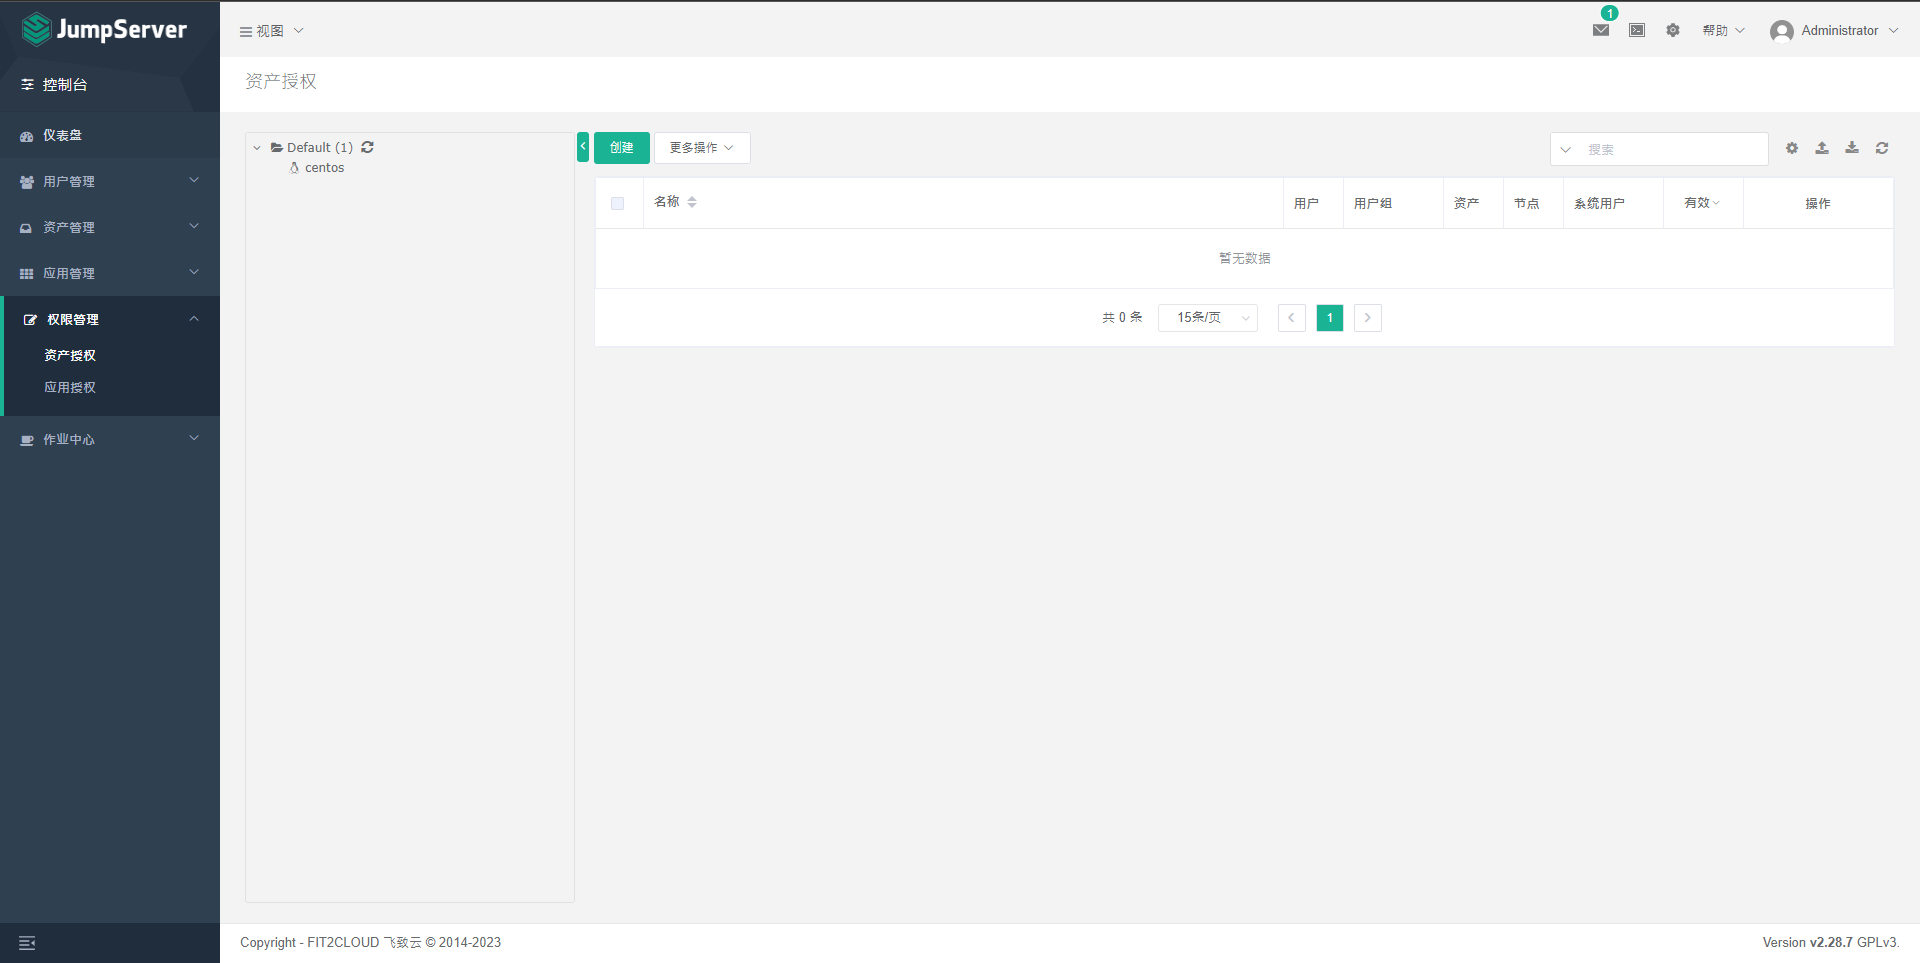 JumpServer
控制台
仪表盘
用户管理
资产管理
应用管理
权限管理
资产授权
应用授权
作业中心
视图
1
帮助
Administrator
资产授权
Default (1)
centos
创建
更多操作
搜索
名称
用户
用户组
资产
节点
系统用户
有效
操作
暂无数据
共 0 条
15条/页
1
Copyright - FIT2CLOUD 飞致云 © 2014-2023
Version v2.28.7 GPLv3.